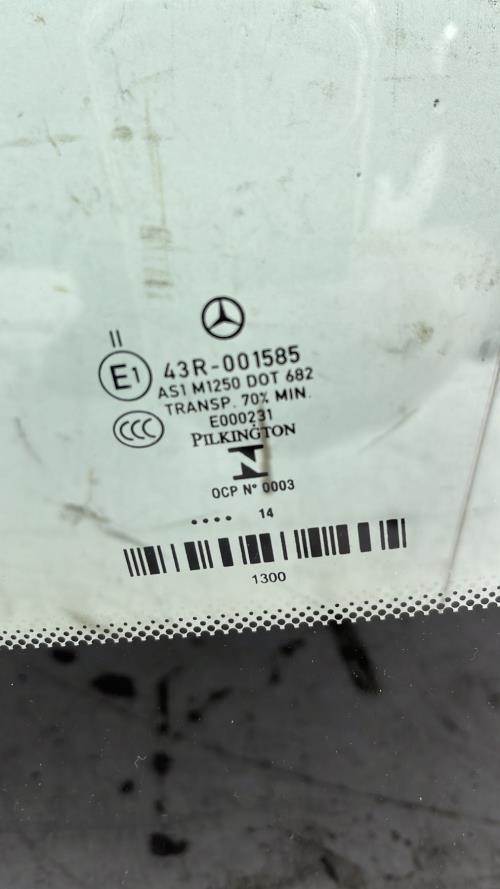 II
E1 43R-001585
AS1 M1250 DOT 682
TRANSP. 70% MIN.
CCC E000231
PILKINGTON
N
OCP N° 0003
.... 14
1300